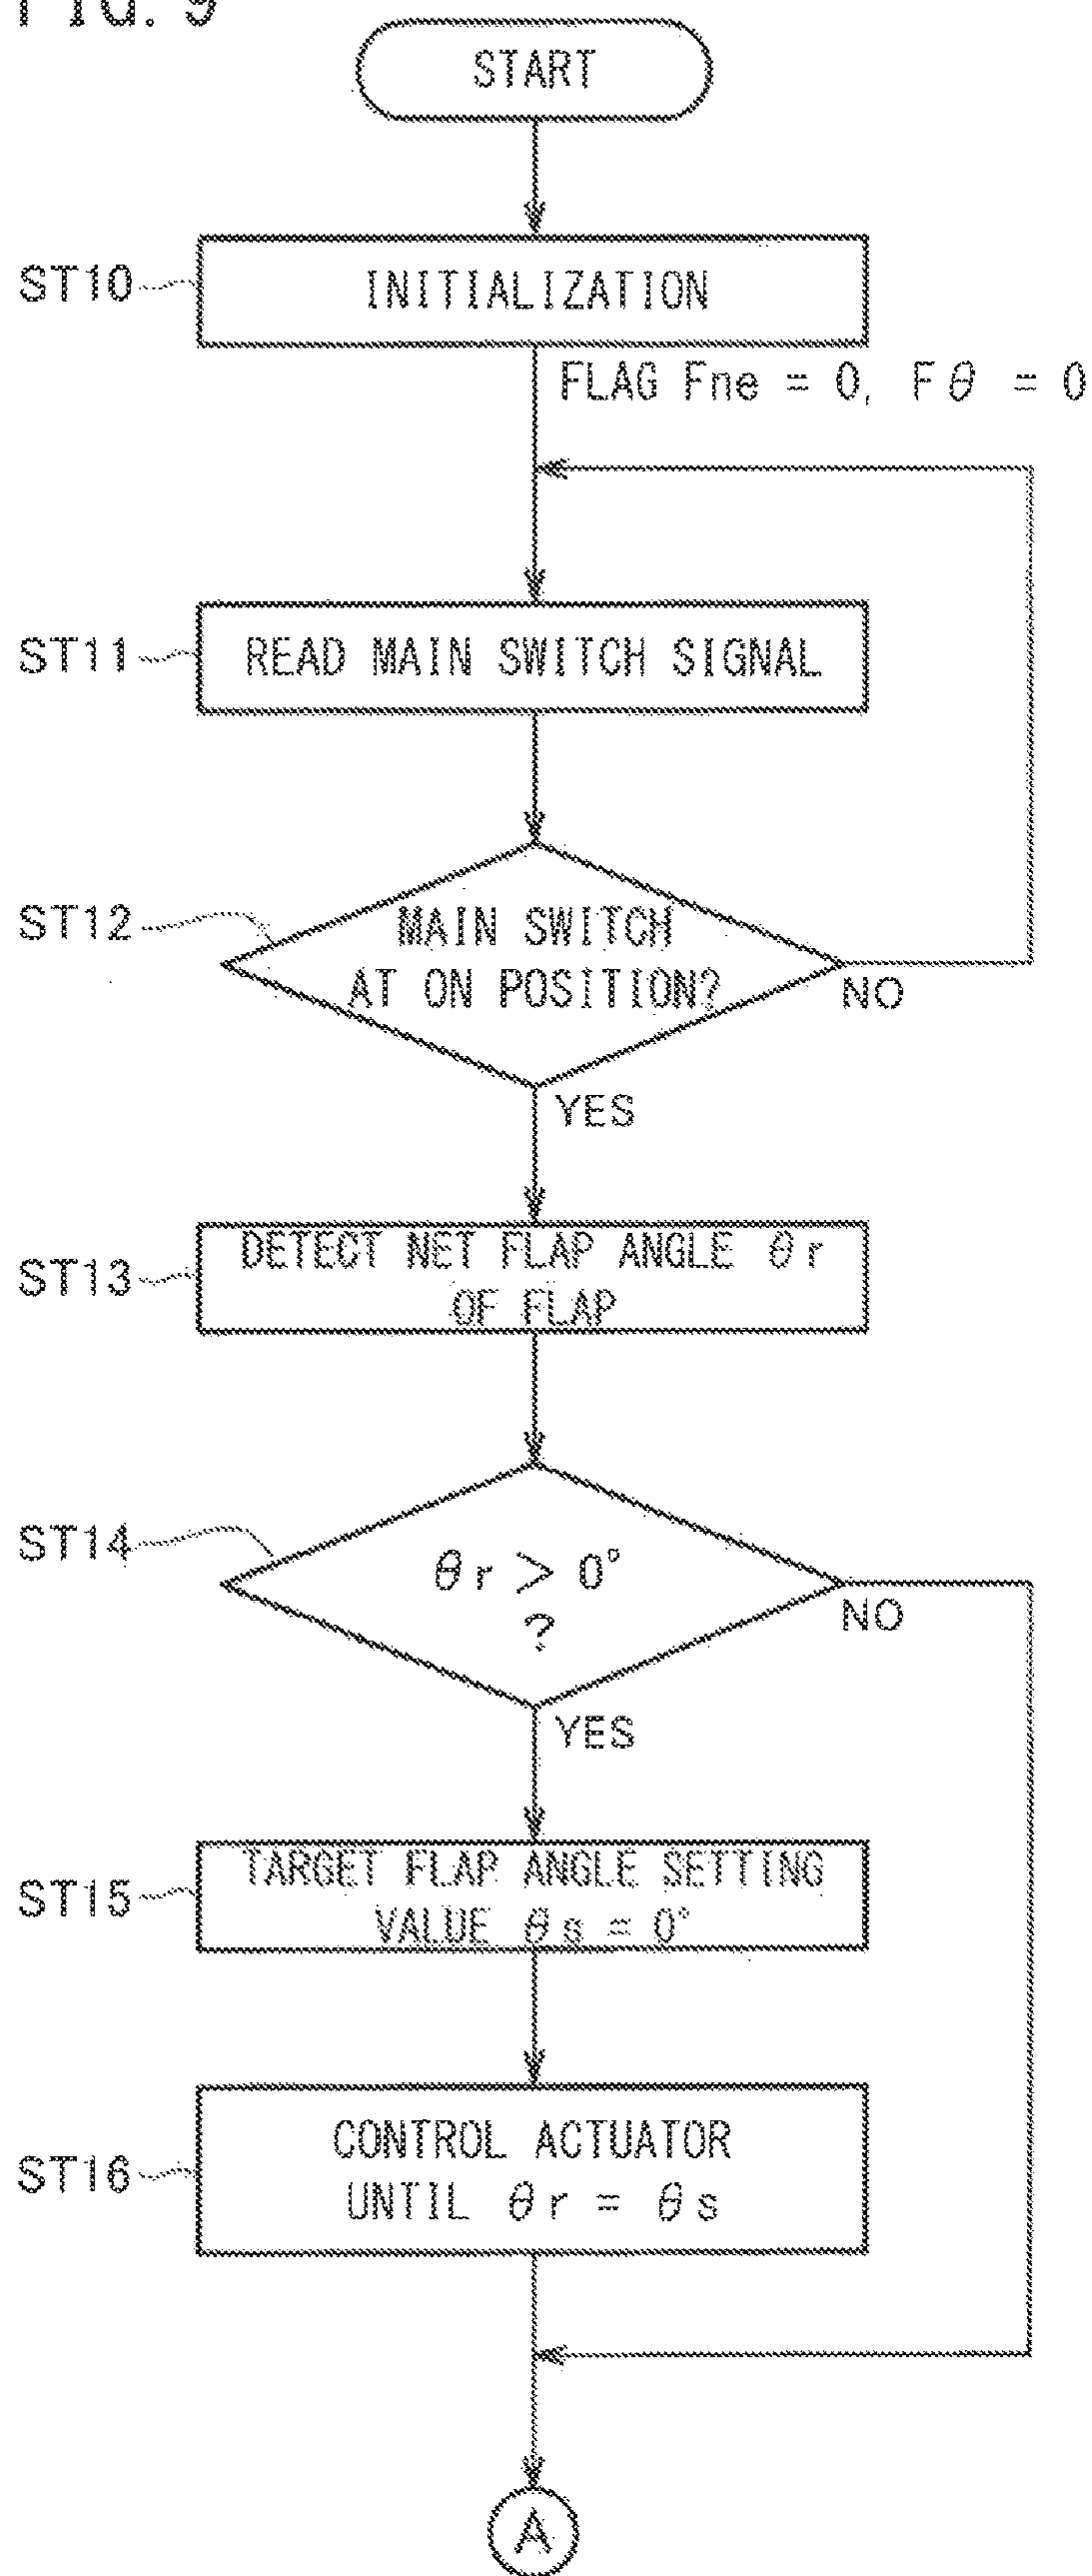 FIG. 9
START
ST10
INITIALIZATION
FLAG Fne = 0, Fθ = 0
ST11
READ MAIN SWITCH SIGNAL
ST12
MAIN SWITCH
AT ON POSITION?
NO
YES
ST13
DETECT NET FLAP ANGLE θr
OF FLAP
ST14
θr > 0°
?
NO
YES
ST15
TARGET FLAP ANGLE SETTING
VALUE θs = 0°
ST16
CONTROL ACTUATOR
UNTIL θr = θs
A